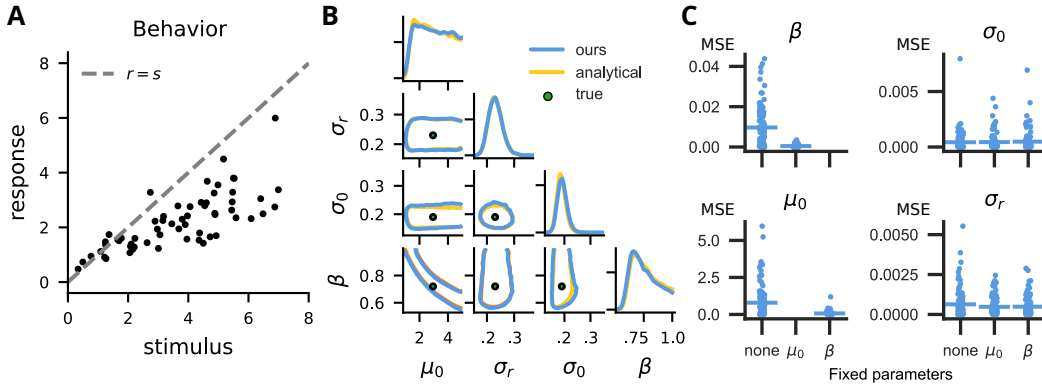 A
Behavior
r = s
response
8
6
4
2
0
0
2
4
6
8
stimulus
B
ours
analytical
true
σr
0.3
0.2
σ0
0.3
0.2
β
0.8
0.6
2
4
.2
.3
.2
.3
.75
1.0
μ0
σr
σ0
β
C
MSE
β
0.04
0.02
0.00
MSE
σ0
0.005
0.000
MSE
μ0
5.0
2.5
0.0
MSE
σr
0.0050
0.0025
0.0000
none
μ0
β
none
μ0
β
Fixed parameters